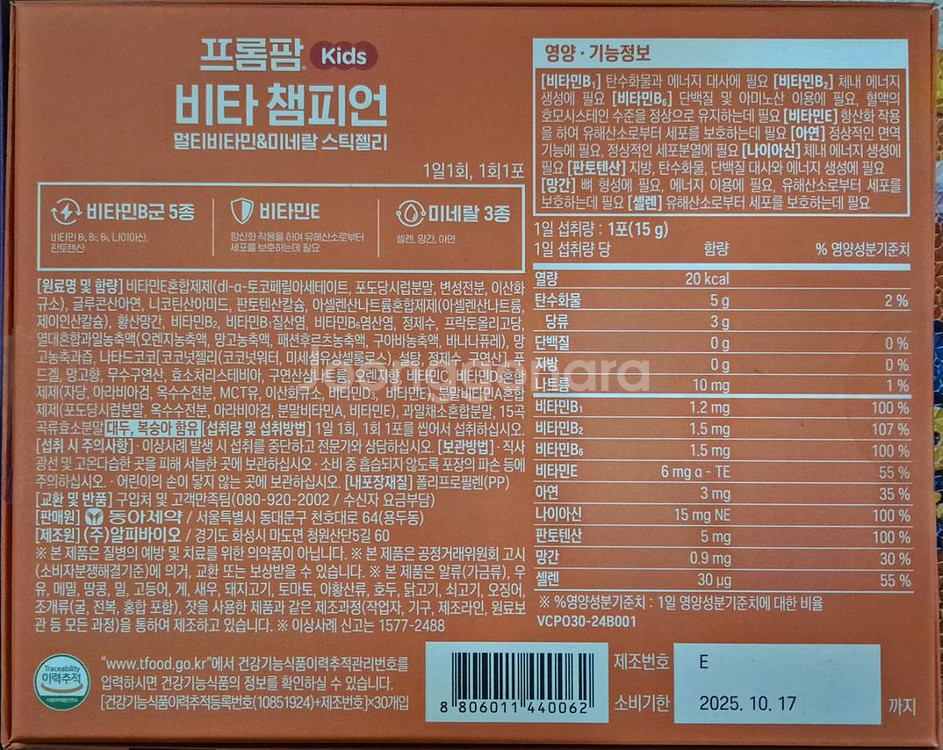 프롬팜 Kids
비타 챔피언
멀티비타민&미네랄 스틱젤리
1일1회, 1회1포
비타민B군 5종
비타민 B₁, B₂, B₆, 나이아신,
판토텐산
비타민E
항산화 작용을 하여 유해산소로부터
세포를 보호하는데 필요
미네랄 3종
셀렌, 망간, 아연
[원료명 및 함량] 비타민E혼합제제(dl-α-토코페릴아세테이트, 포도당시럽분말, 변성전분, 이산화
규소), 글루콘산아연, 니코틴산아미드, 판토텐산칼슘, 아셀렌산나트륨혼합제제(아셀렌산나트륨,
제이인산칼슘), 황산망간, 비타민B₂, 비타민B₁질산염, 비타민B₆염산염, 정제수, 프락토올리고당,
열대혼합과일농축액(오렌지농축액, 망고농축액, 패션후르츠농축액, 구아바농축액, 바나나퓨레), 망
고농축과즙, 나타드코코[코코넛젤리(코코넛워터, 미세유상셀룰로스), 설탕, 정제수, 구연산], 푸
드겔, 망고향, 무수구연산, 효소처리스테비아, 구연산삼나트륨,
제제(자당, 아라비아검, 옥수수전분, MCT유, 이산화규소, 비타민D₃, 비타민E), 분말비타민A혼합
제제(포도당시럽분말, 옥수수전분, 아라비아검, 분말비타민A, 비타민E), 과일채소혼합분말, 15곡
곡류효소분말 대두, 복숭아 함유 [섭취량 및 섭취방법] 1일 1회, 1회 1포를 씹어서 섭취하십시오.
[섭취 시 주의사항] · 이상사례 발생 시 섭취를 중단하고 전문가와 상담하십시오. [보관방법] · 직사
광선 및 고온다습한 곳을 피해 서늘한 곳에 보관하십시오 · 소비 중 흡습되지 않도록 포장의 파손 등에
주의하십시오. · 어린이의 손이 닿지 않는 곳에 보관하십시오. [내포장재질] 폴리프로필렌(PP)
[교환 및 반품] 구입처 및 고객만족팀(080-920-2002 / 수신자 요금부담)
[판매원] 동아제약 / 서울특별시 동대문구 천호대로 64(용두동)
[제조원] (주)알피바이오 / 경기도 화성시 마도면 청원산단5길 60
※ 본 제품은 질병의 예방 및 치료를 위한 의약품이 아닙니다. ※ 본 제품은 공정거래위원회 고시
(소비자분쟁해결기준)에 의거, 교환 또는 보상받을 수 있습니다. ※ 본 제품은 알류(가금류), 우
유, 메밀, 땅콩, 밀, 고등어, 게, 새우, 돼지고기, 토마토, 아황산류, 호두, 닭고기, 쇠고기, 오징어,
조개류(굴, 전복, 홍합 포함), 잣을 사용한 제품과 같은 제조과정(작업자, 기구, 제조라인, 원료보
관 등 모든 과정)을 통하여 제조하고 있습니다. ※ 이상사례 신고는 1577-2488
Traceability
이력추적
"www.tfood.go.kr"에서 건강기능식품이력추적관리번호를
입력하시면 건강기능식품의 정보를 확인하실 수 있습니다.
[건강기능식품이력추적등록번호(10851924)+제조번호]×30개입
영양 · 기능정보
[비타민B₁] 탄수화물과 에너지 대사에 필요 [비타민B₂] 체내 에너지
생성에 필요 [비타민B₆] 단백질 및 아미노산 이용에 필요, 혈액의
호모시스테인 수준을 정상으로 유지하는데 필요 [비타민E] 항산화 작용
을 하여 유해산소로부터 세포를 보호하는데 필요 [아연] 정상적인 면역
기능에 필요, 정상적인 세포분열에 필요 [나이아신] 체내 에너지 생성에
필요 [판토텐산] 지방, 탄수화물, 단백질 대사와 에너지 생성에 필요
[망간] 뼈 형성에 필요, 에너지 이용에 필요, 유해산소로부터 세포를
보호하는데 필요 [셀렌] 유해산소로부터 세포를 보호하는데 필요
1일 섭취량 : 1포(15 g)
1일 섭취량 당 함량 % 영양성분기준치
열량 20 kcal
탄수화물 5 g 2 %
당류 3 g
단백질 0 g 0 %
지방 0 g 0 %
나트륨 10 mg 1 %
비타민B₁ 1.2 mg 100 %
비타민B₂ 1.5 mg 107 %
비타민B₆ 1.5 mg 100 %
비타민E 6 mg α - TE 55 %
아연 3 mg 35 %
나이아신 15 mg NE 100 %
판토텐산 5 mg 100 %
망간 0.9 mg 30 %
셀렌 30 μg 55 %
※ %영양성분기준치 : 1일 영양성분기준치에 대한 비율
VCPO30-24B001
8 806011 440062
제조번호 E
소비기한 2025. 10. 17 까지
Joonggonara